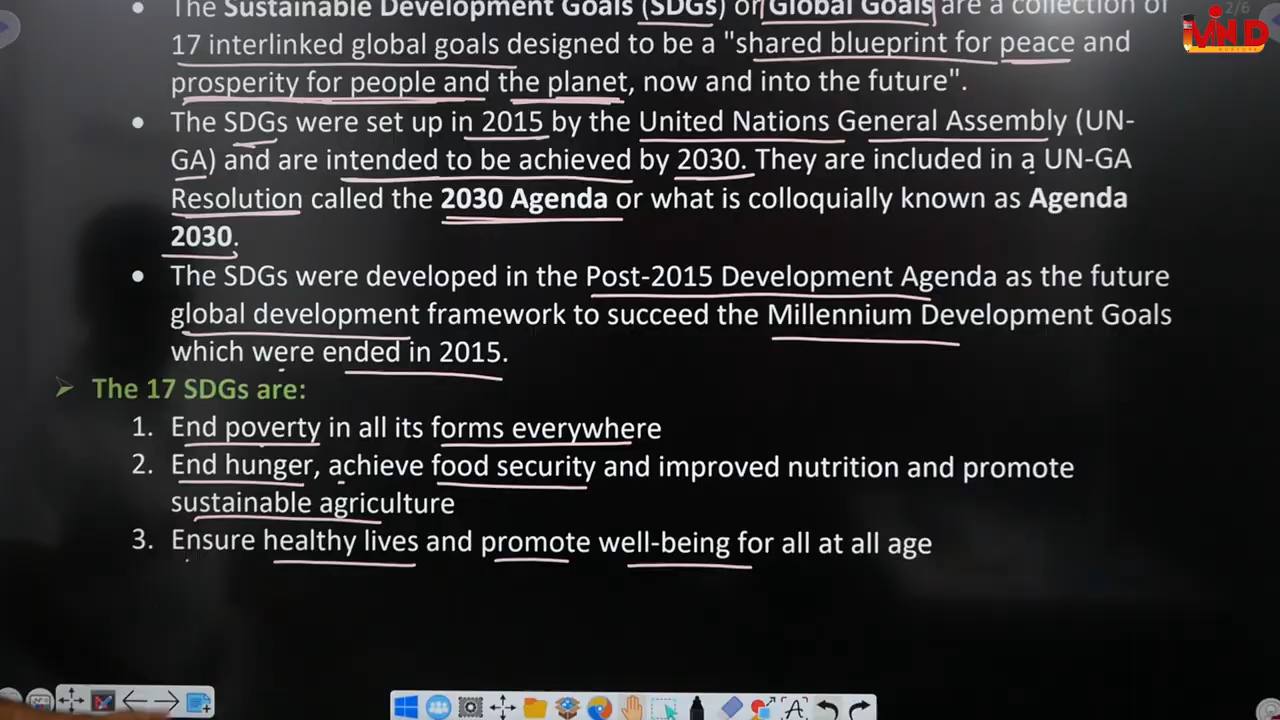 The Sustainable Development Goals (SDGs) or Global Goals are a collection of
17 interlinked global goals designed to be a "shared blueprint for peace and
prosperity for people and the planet, now and into the future".
• The SDGs were set up in 2015 by the United Nations General Assembly (UN-
GA) and are intended to be achieved by 2030. They are included in a UN-GA
Resolution called the 2030 Agenda or what is colloquially known as Agenda
2030.
• The SDGs were developed in the Post-2015 Development Agenda as the future
global development framework to succeed the Millennium Development Goals
which were ended in 2015.
➢ The 17 SDGs are:
1. End poverty in all its forms everywhere
2. End hunger, achieve food security and improved nutrition and promote
sustainable agriculture
3. Ensure healthy lives and promote well-being for all at all age
2/6
MIND